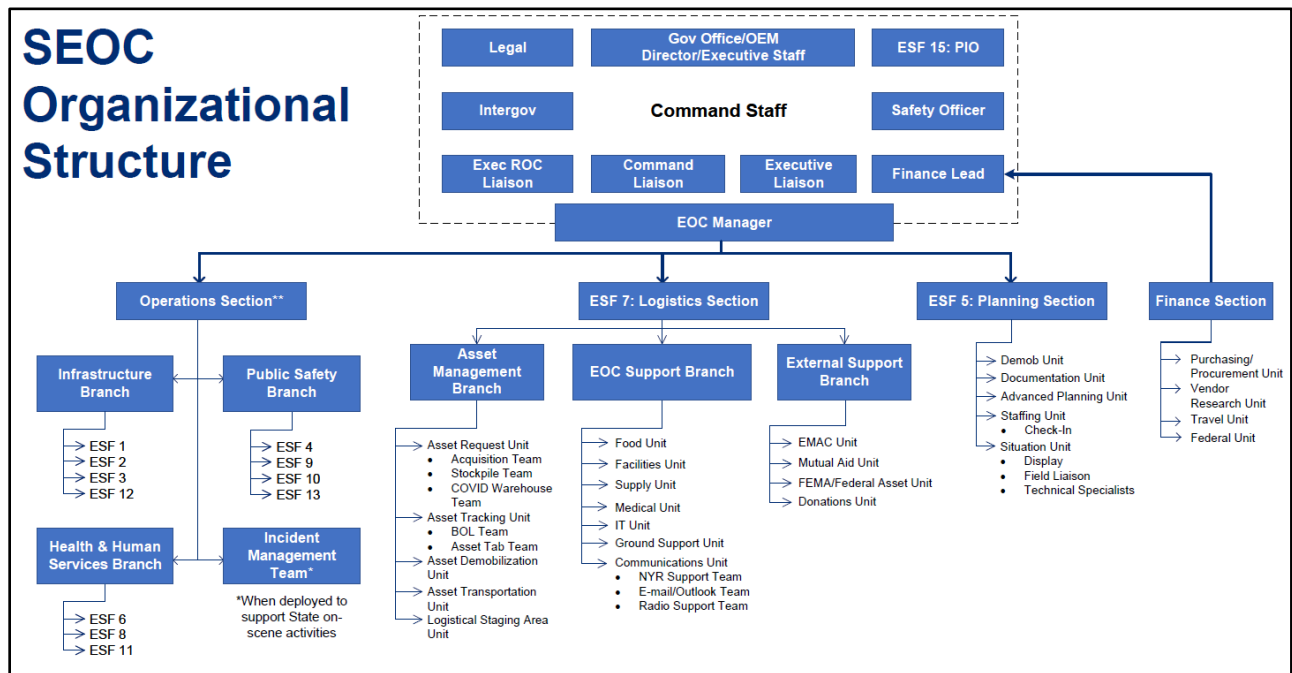 SEOC
Organizational
Structure
Legal
Gov Office/OEM
Director/Executive Staff
ESF 15: PIO
Intergov
Command Staff
Safety Officer
Exec ROC
Liaison
Command
Liaison
Executive
Liaison
Finance Lead
EOC Manager
Operations Section**
ESF 7: Logistics Section
ESF 5: Planning Section
Finance Section
Infrastructure
Branch
Public Safety
Branch
ESF 1
ESF 2
ESF 3
ESF 12
ESF 4
ESF 9
ESF 10
ESF 13
Health & Human
Services Branch
Incident
Management
Team*
ESF 6
ESF 8
ESF 11
*When deployed to
support State on-
scene activities
Asset
Management
Branch
Asset Request Unit
• Acquisition Team
• Stockpile Team
• COVID Warehouse
Team
Asset Tracking Unit
• BOL Team
• Asset Tab Team
Asset Demobilization
Unit
Asset Transportation
Unit
Logistical Staging Area
Unit
EOC Support Branch
Food Unit
Facilities Unit
Supply Unit
Medical Unit
IT Unit
Ground Support Unit
Communications Unit
• NYR Support Team
• E-mail/Outlook Team
• Radio Support Team
External Support
Branch
EMAC Unit
Mutual Aid Unit
FEMA/Federal Asset Unit
Donations Unit
Demob Unit
Documentation Unit
Advanced Planning Unit
Staffing Unit
• Check-In
Situation Unit
• Display
• Field Liaison
• Technical Specialists
Purchasing/
Procurement Unit
Vendor
Research Unit
Travel Unit
Federal Unit